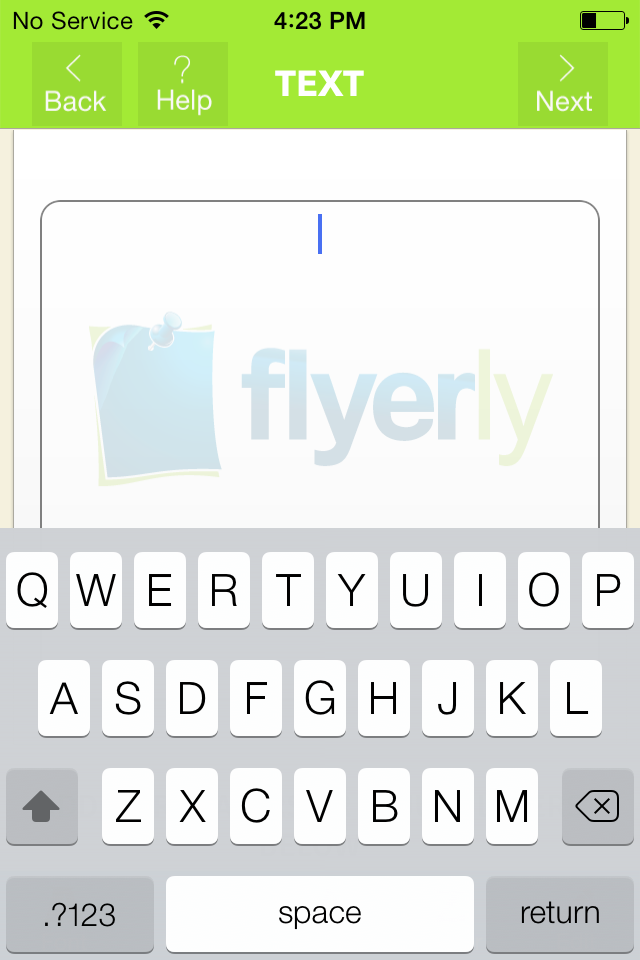 No Service 4:23 PM
Back ? Help TEXT Next
flyerly
Q W E R T Y U I O P
A S D F G H J K L
Z X C V B N M
.?123 space return